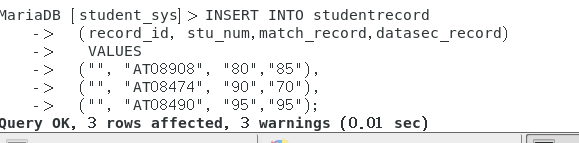 MariaDB [student_sys]> INSERT INTO studentrecord
-> (record_id, stu_num,match_record,datasec_record)
-> VALUES
-> ("", "AT08908", "80","85"),
-> ("", "AT08474", "90","70"),
-> ("", "AT08490", "95","95");
Query OK, 3 rows affected, 3 warnings (0.01 sec)